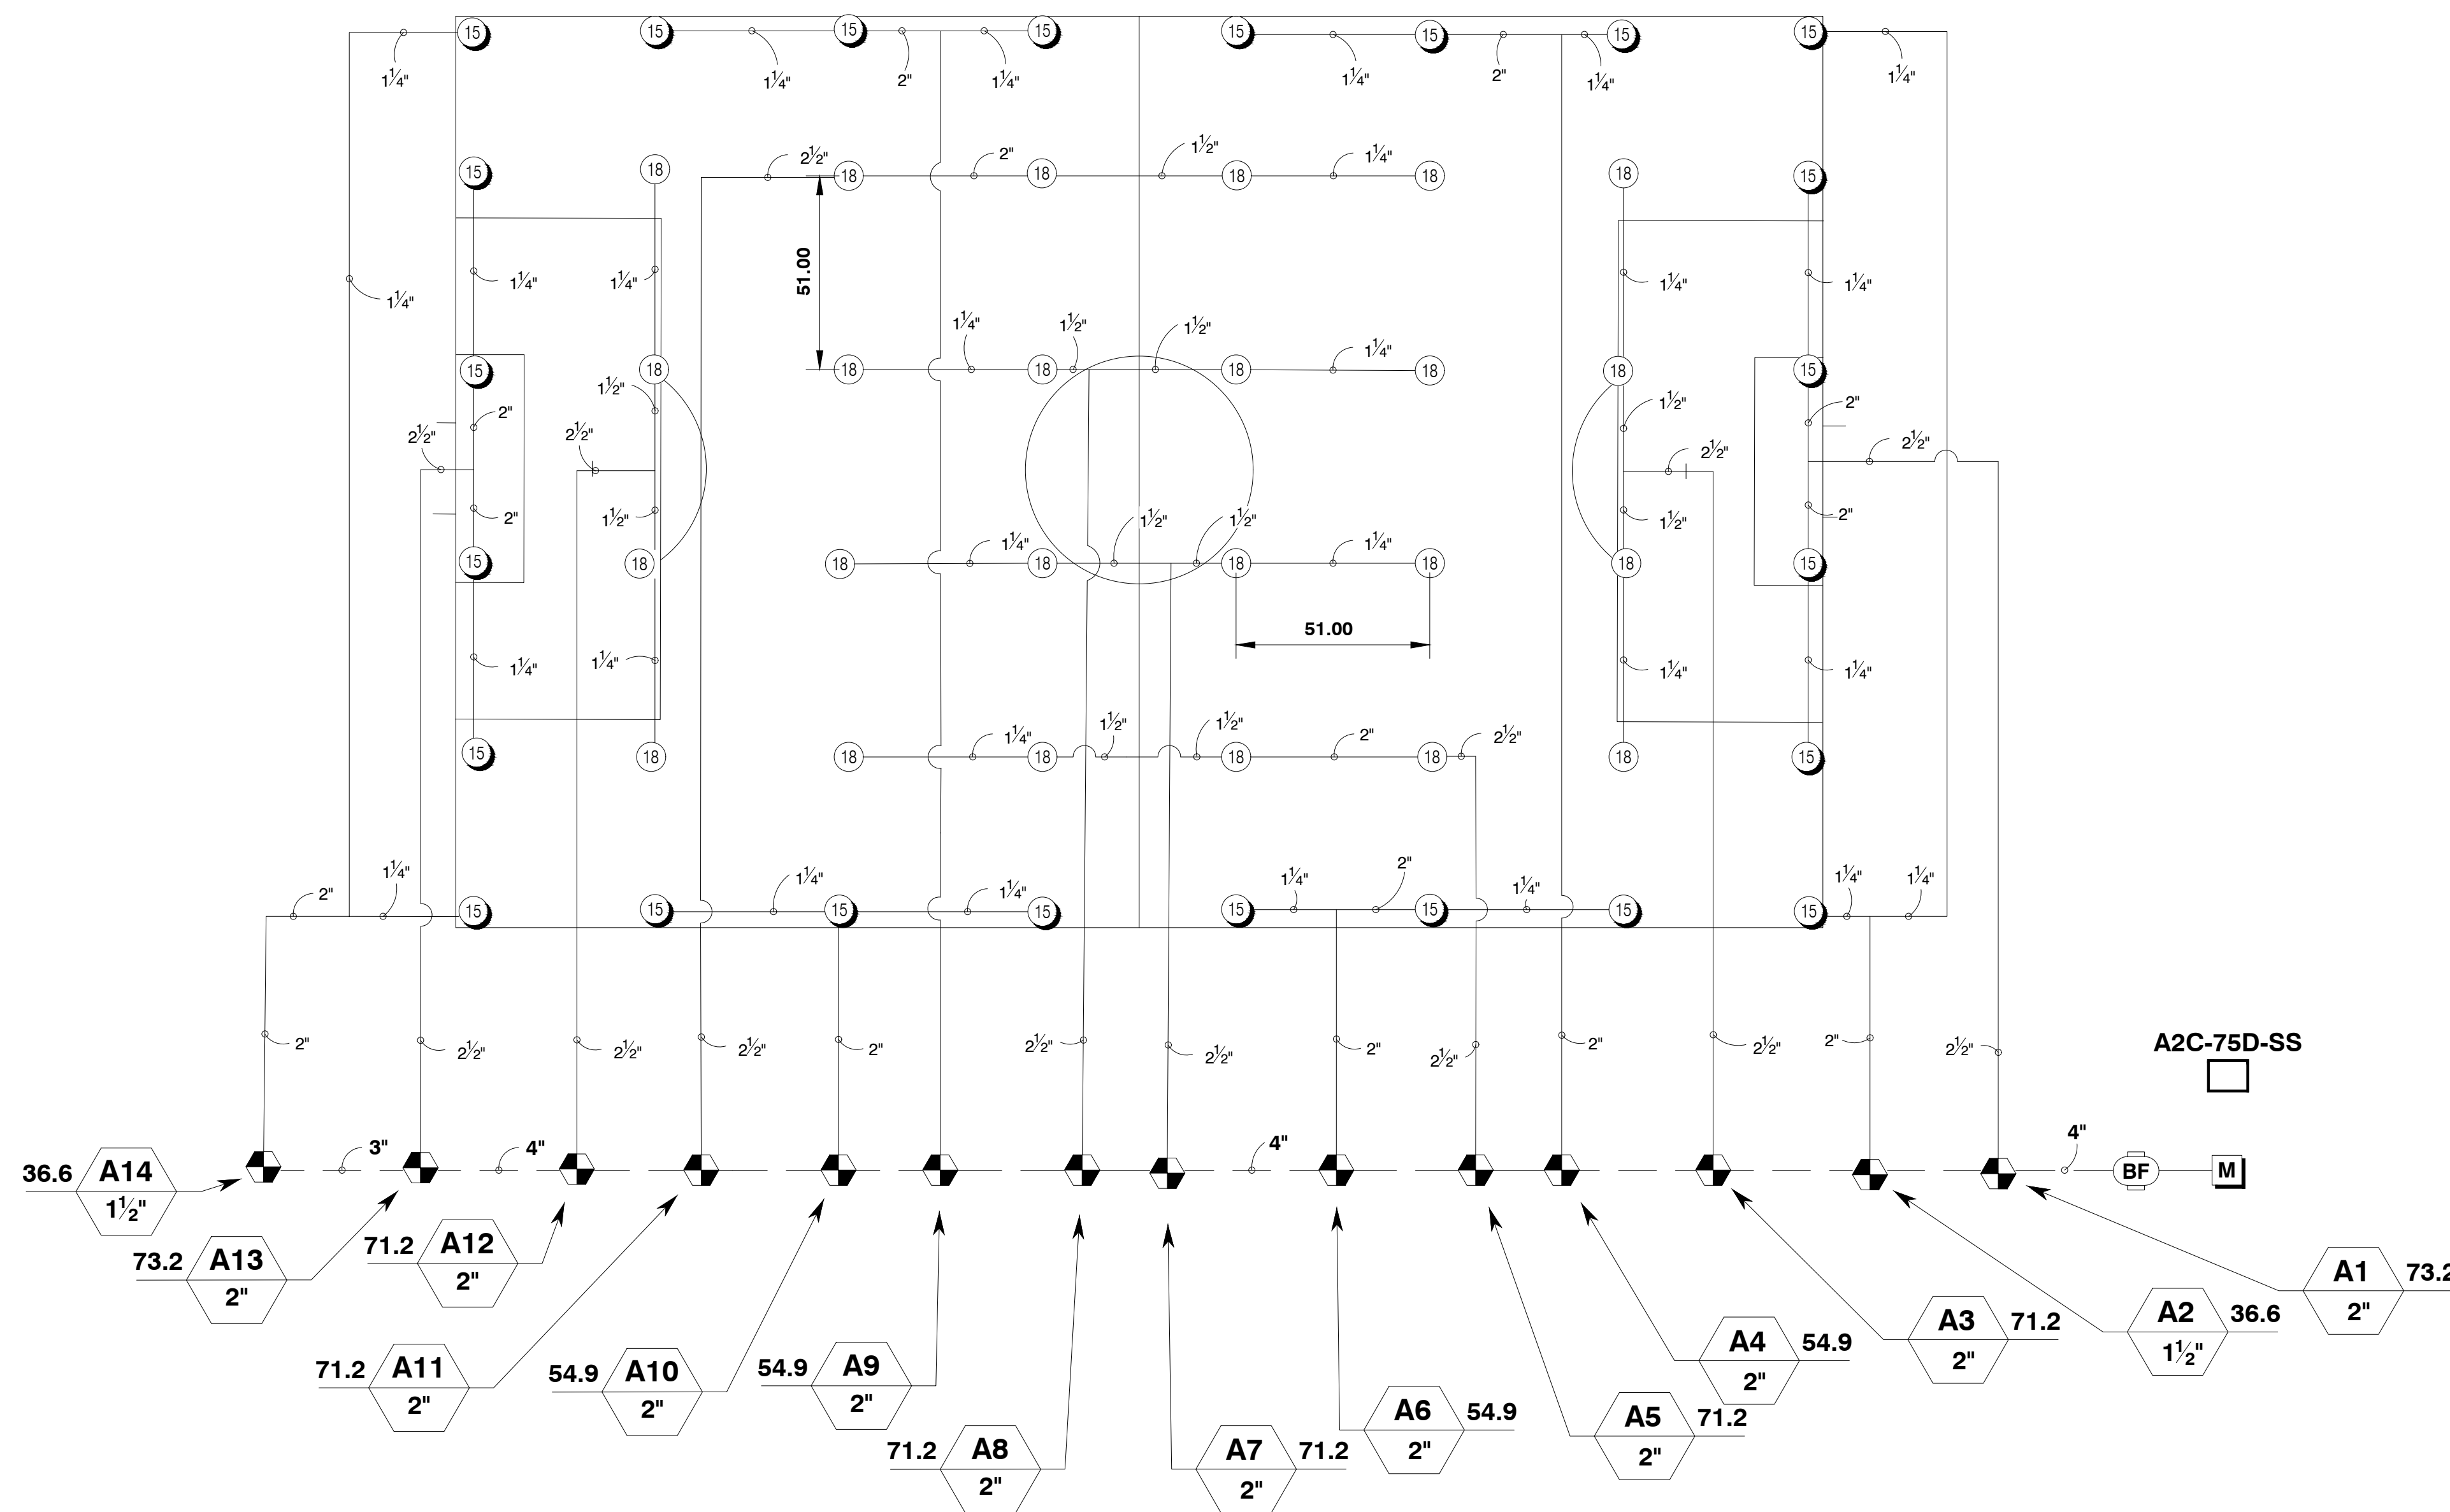 15 15 15 15 15 15 15 15
1¼" 1¼" 2" 1¼" 1¼" 2" 1¼" 1¼"
2½" 2" 1½" 1¼"
15 18 18 18 18 18 18 15
51.00
1¼" 1¼" 1¼" 1¼" 1¼"
1¼" 1½" 1½" 1¼"
15 18 18 18 18 18 18 15
1½" 1½" 2"
2" 2½" 2½" 2½" 2½"
2" 1½" 1½" 1½" 1½" 2"
1¼" 1¼"
15 18 18 18 18 18 18 15
51.00
1¼" 1¼" 1¼" 1¼"
1¼" 1½" 1½" 2" 2½"
15 18 18 18 18 18 18 15
2" 1¼" 1¼" 1¼" 1¼" 2" 1¼" 1¼" 1¼"
15 15 15 15 15 15 15 15
2" 2½" 2½" 2½" 2" 2½" 2½" 2" 2½" 2" 2½" 2" 2½"
A2C-75D-SS
3" 4" 4" 4"
BF M
36.6 A14
1½"
73.2 A13
2"
71.2 A12
2"
71.2 A11
2"
54.9 A10
2"
54.9 A9
2"
71.2 A8
2"
A7 71.2
2"
A6 54.9
2"
A5 71.2
2"
A4 54.9
2"
A3 71.2
2"
A2 36.6
1½"
A1 73.2
2"